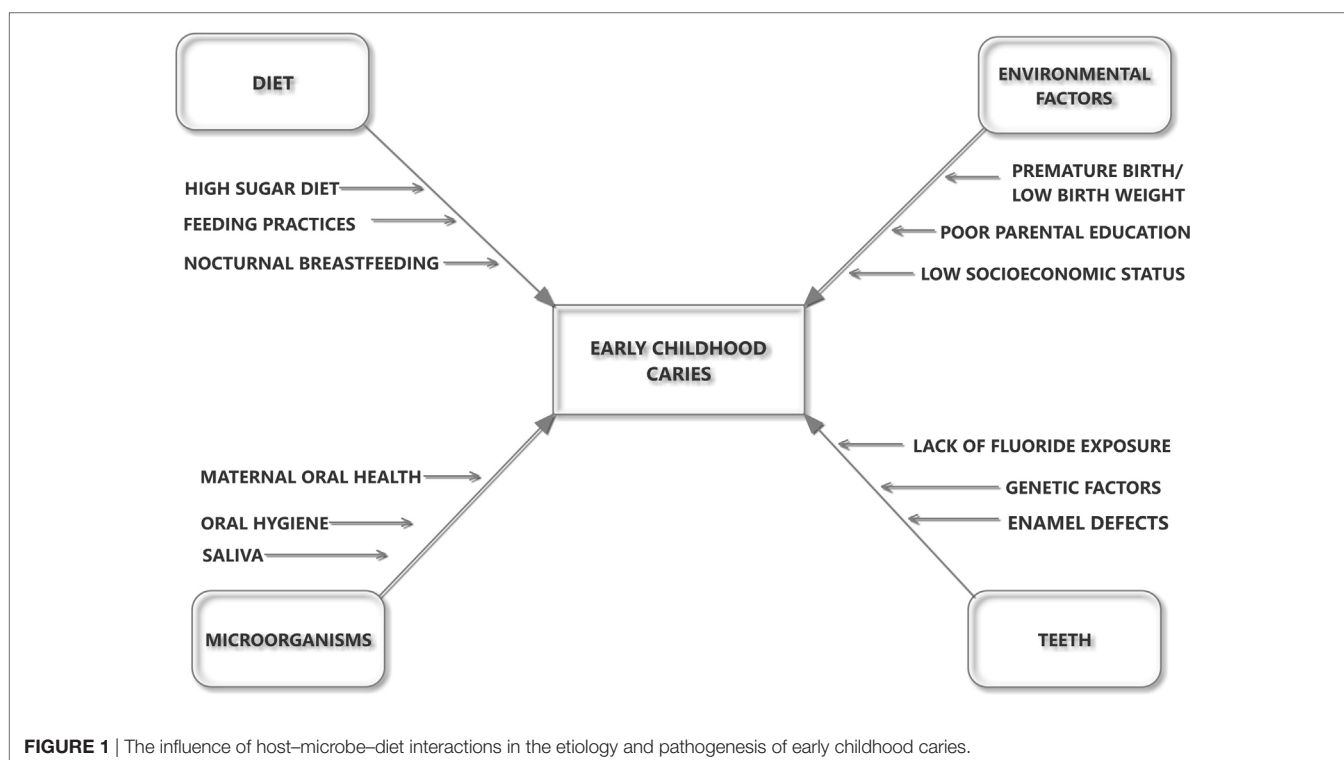 DIET
ENVIRONMENTAL
FACTORS
HIGH SUGAR DIET
FEEDING PRACTICES
NOCTURNAL BREASTFEEDING
PREMATURE BIRTH/
LOW BIRTH WEIGHT
POOR PARENTAL EDUCATION
LOW SOCIOECONOMIC STATUS
EARLY CHILDHOOD
CARIES
MATERNAL ORAL HEALTH
ORAL HYGIENE
SALIVA
LACK OF FLUORIDE EXPOSURE
GENETIC FACTORS
ENAMEL DEFECTS
MICROORGANISMS
TEETH
FIGURE 1 | The influence of host–microbe–diet interactions in the etiology and pathogenesis of early childhood caries.